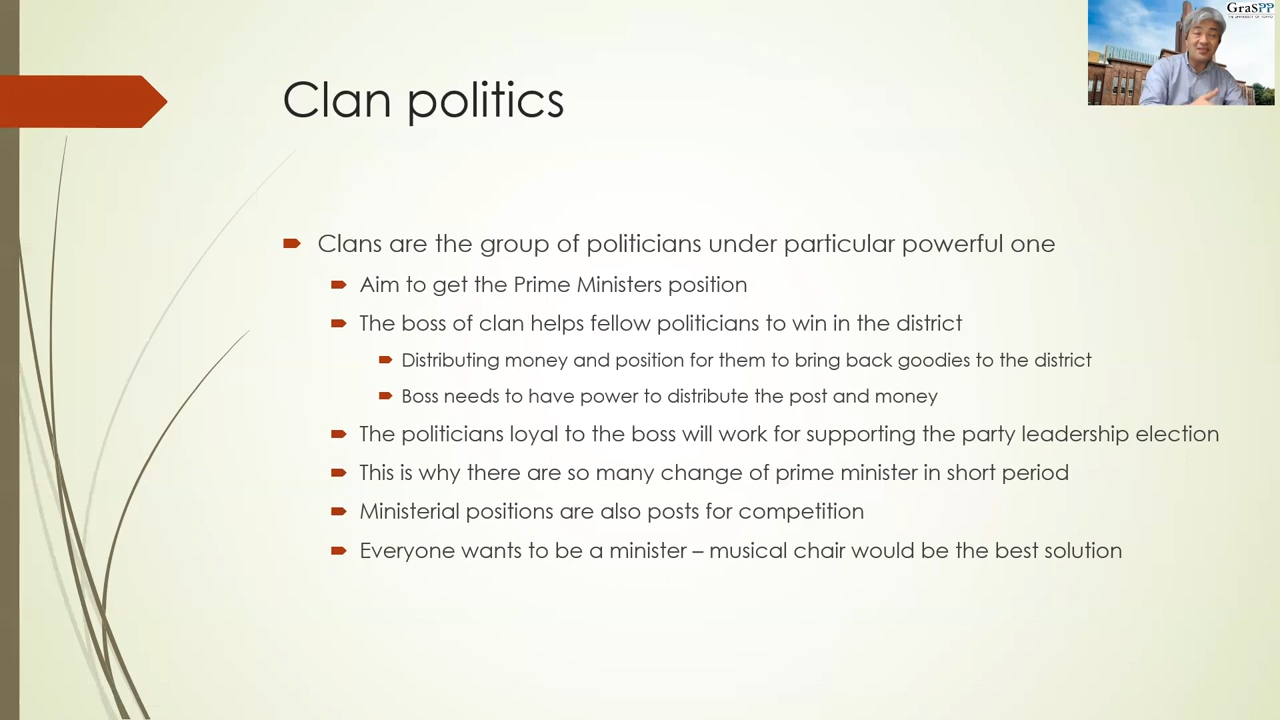 GraSPP
THE UNIVERSITY OF TOKYO
Clan politics
Clans are the group of politicians under particular powerful one
Aim to get the Prime Ministers position
The boss of clan helps fellow politicians to win in the district
Distributing money and position for them to bring back goodies to the district
Boss needs to have power to distribute the post and money
The politicians loyal to the boss will work for supporting the party leadership election
This is why there are so many change of prime minister in short period
Ministerial positions are also posts for competition
Everyone wants to be a minister – musical chair would be the best solution